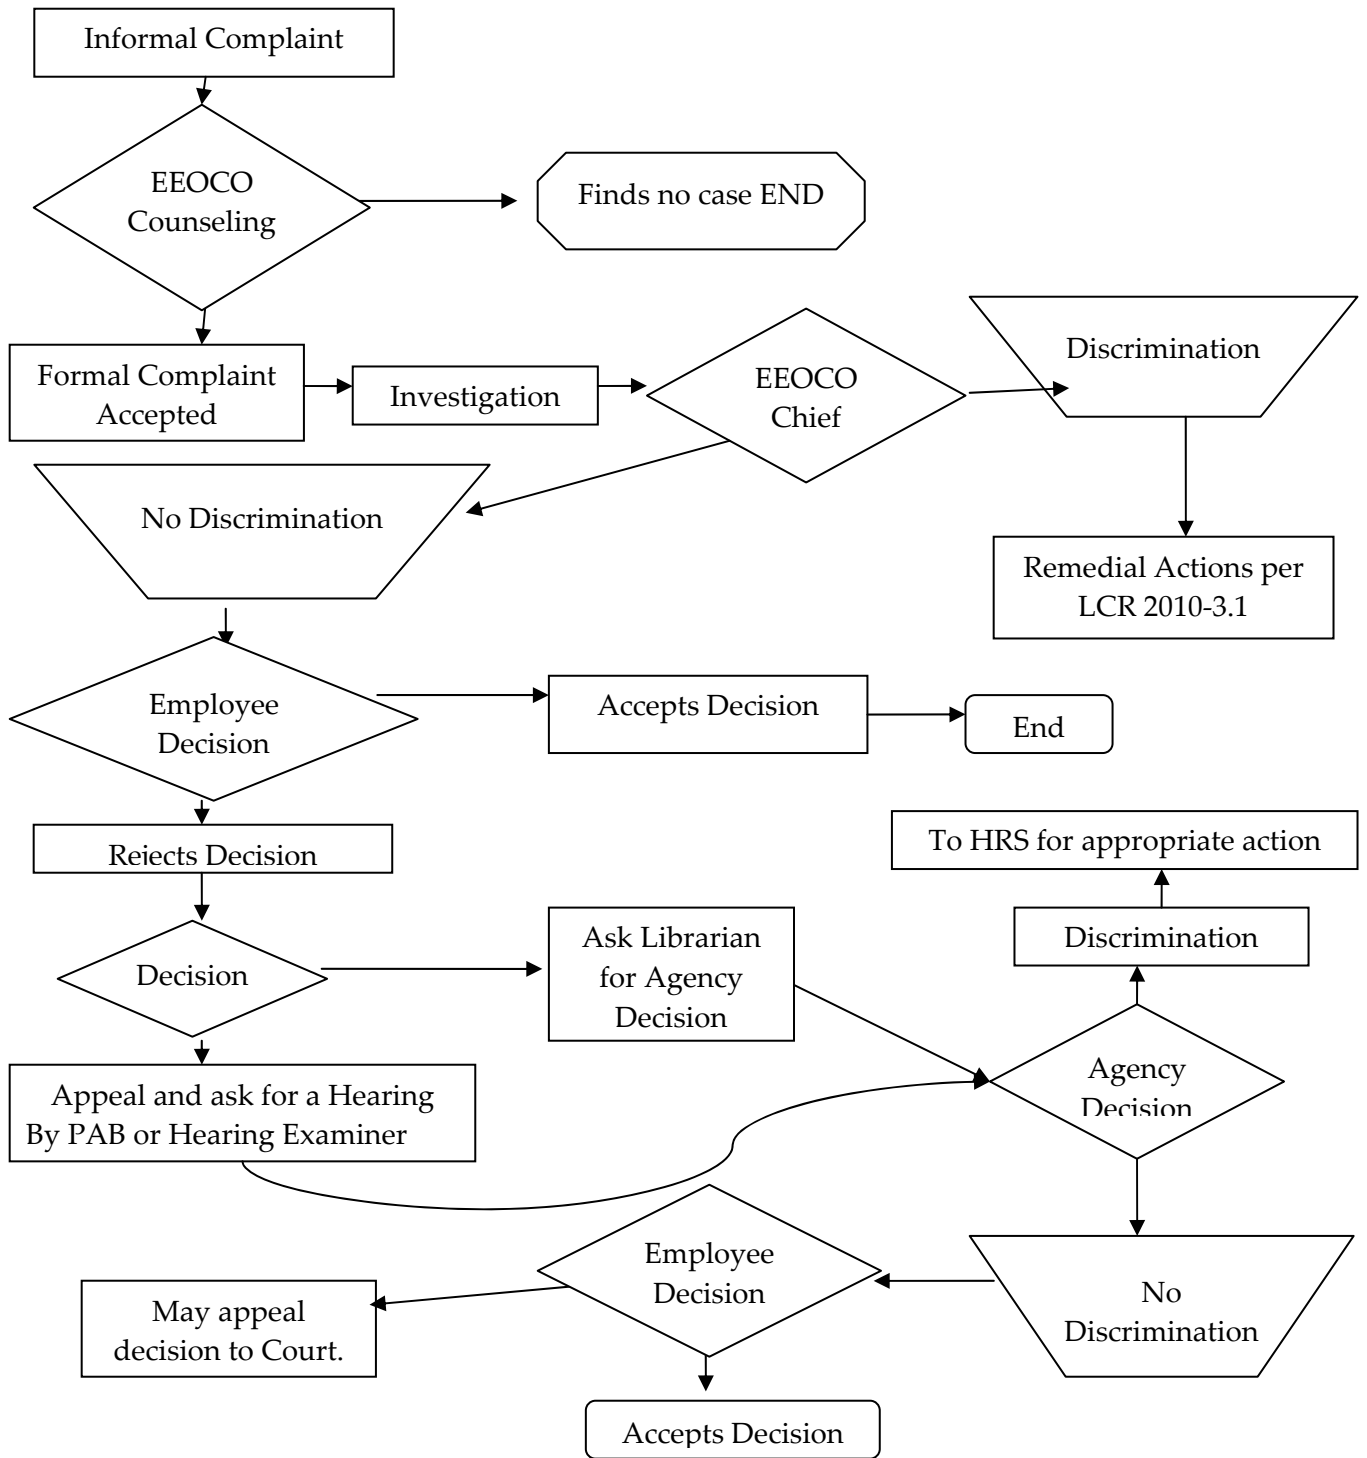 Informal Complaint
EEOCO
Counseling
Finds no case END
Formal Complaint
Accepted
Investigation
EEOCO
Chief
Discrimination
No Discrimination
Remedial Actions per
LCR 2010-3.1
Employee
Decision
Accepts Decision
End
Rejects Decision
To HRS for appropriate action
Decision
Ask Librarian
for Agency
Decision
Discrimination
Appeal and ask for a Hearing
By PAB or Hearing Examiner
Agency
Decision
Employee
Decision
No
Discrimination
May appeal
decision to Court.
Accepts Decision